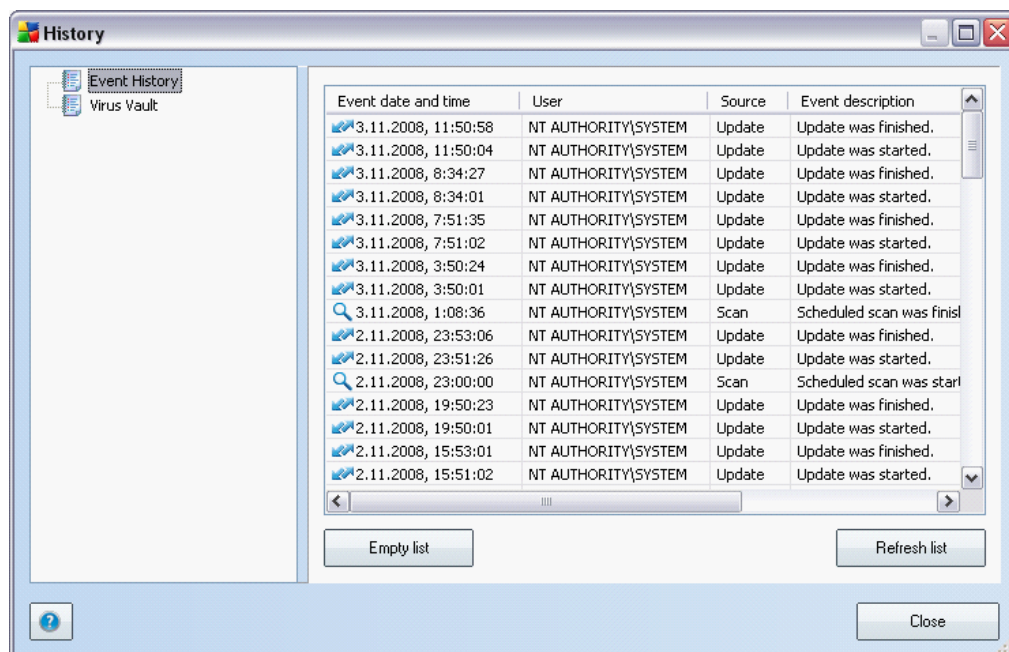 History
Event History
Virus Vault
Event date and time User Source Event description
3.11.2008, 11:50:58 NT AUTHORITY\SYSTEM Update Update was finished.
3.11.2008, 11:50:04 NT AUTHORITY\SYSTEM Update Update was started.
3.11.2008, 8:34:27 NT AUTHORITY\SYSTEM Update Update was finished.
3.11.2008, 8:34:01 NT AUTHORITY\SYSTEM Update Update was started.
3.11.2008, 7:51:35 NT AUTHORITY\SYSTEM Update Update was finished.
3.11.2008, 7:51:02 NT AUTHORITY\SYSTEM Update Update was started.
3.11.2008, 3:50:24 NT AUTHORITY\SYSTEM Update Update was finished.
3.11.2008, 3:50:01 NT AUTHORITY\SYSTEM Update Update was started.
3.11.2008, 1:08:36 NT AUTHORITY\SYSTEM Scan Scheduled scan was finis
2.11.2008, 23:53:06 NT AUTHORITY\SYSTEM Update Update was finished.
2.11.2008, 23:51:26 NT AUTHORITY\SYSTEM Update Update was started.
2.11.2008, 23:00:00 NT AUTHORITY\SYSTEM Scan Scheduled scan was star
2.11.2008, 19:50:23 NT AUTHORITY\SYSTEM Update Update was finished.
2.11.2008, 19:50:01 NT AUTHORITY\SYSTEM Update Update was started.
2.11.2008, 15:53:01 NT AUTHORITY\SYSTEM Update Update was finished.
2.11.2008, 15:51:02 NT AUTHORITY\SYSTEM Update Update was started.
Empty list Refresh list
? Close